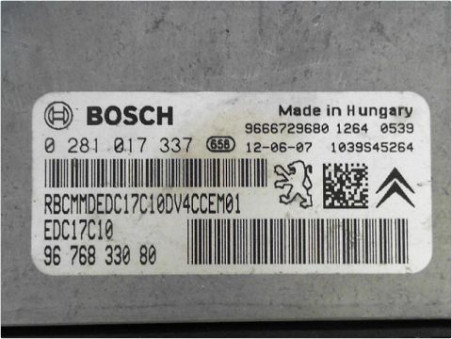 BOSCH
Made in Hungary
9666729680 1264 0539
0 281 017 337 658 12-06-07 1039S45264
RBCMMDEDC17C10DV4CCEM01
EDC17C10
96 768 330 80